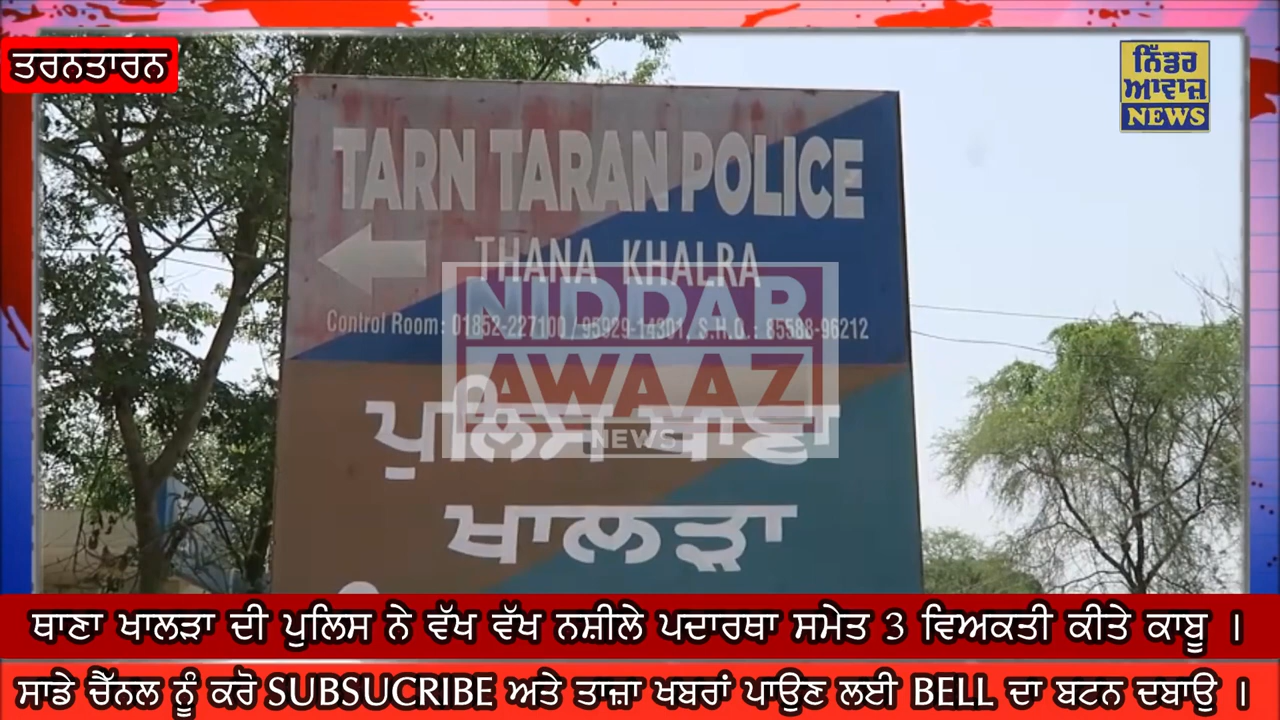 ਤਰਨਤਾਰਨ
ਨਿੱਡਰ
ਆਵਾਜ਼
NEWS
TARN TARAN POLICE
THANA KHALRA
Control Room: 01852-227100 / 95929-14301, S.H.O.: 85588-96212
NIDDAR
AWAAZ
NEWS
ਪੁਲਿਸ ਥਾਣਾ
ਖਾਲੜਾ
ਥਾਣਾ ਖਾਲੜਾ ਦੀ ਪੁਲਿਸ ਨੇ ਵੱਖ ਵੱਖ ਨਸ਼ੀਲੇ ਪਦਾਰਥਾ ਸਮੇਤ 3 ਵਿਅਕਤੀ ਕੀਤੇ ਕਾਬੂ ।
ਸਾਡੇ ਚੈੱਨਲ ਨੂੰ ਕਰੋ SUBSUCRIBE ਅਤੇ ਤਾਜ਼ਾ ਖਬਰਾਂ ਪਾਉਣ ਲਈ BELL ਦਾ ਬਟਨ ਦਬਾਉ ।